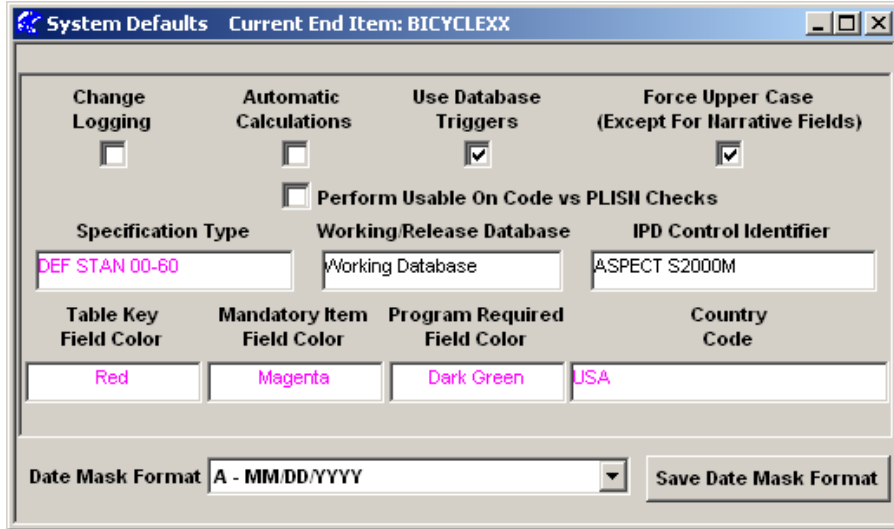 System Defaults Current End Item: BICYCLEXX
Change Automatic Use Database Force Upper Case
Logging Calculations Triggers (Except For Narrative Fields)
Perform Usable On Code vs PLISN Checks
Specification Type Working/Release Database IPD Control Identifier
DEF STAN 00-60 Working Database ASPECT S2000M
Table Key Mandatory Item Program Required Country
Field Color Field Color Field Color Code
Red Magenta Dark Green USA
Date Mask Format A - MM/DD/YYYY Save Date Mask Format